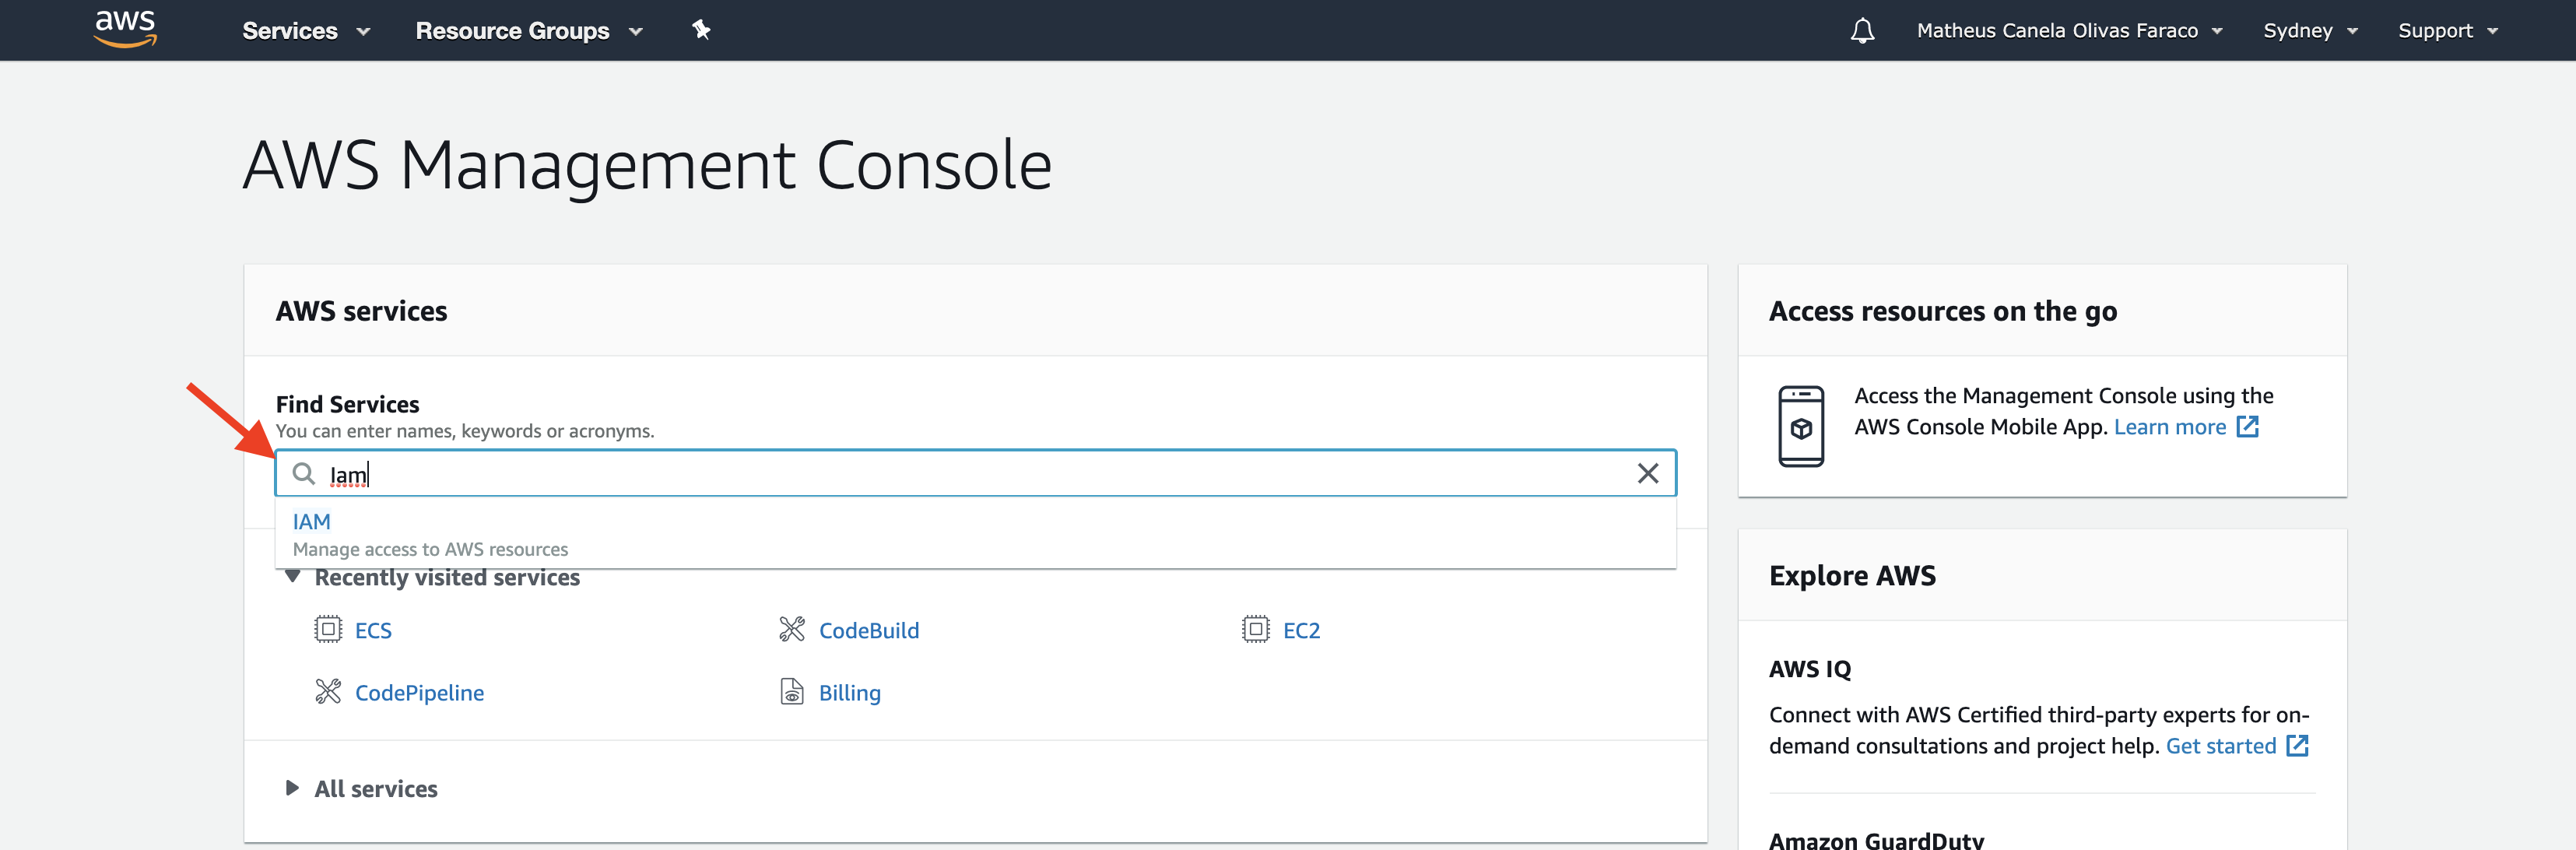 aws
Services
Resource Groups
Matheus Canela Olivas Faraco
Sydney
Support
AWS Management Console
AWS services
Find Services
You can enter names, keywords or acronyms.
Iam
IAM
Manage access to AWS resources
Recently visited services
ECS
CodeBuild
EC2
CodePipeline
Billing
All services
Access resources on the go
Access the Management Console using the
AWS Console Mobile App. Learn more
Explore AWS
AWS IQ
Connect with AWS Certified third-party experts for on-
demand consultations and project help. Get started
Amazon GuardDuty